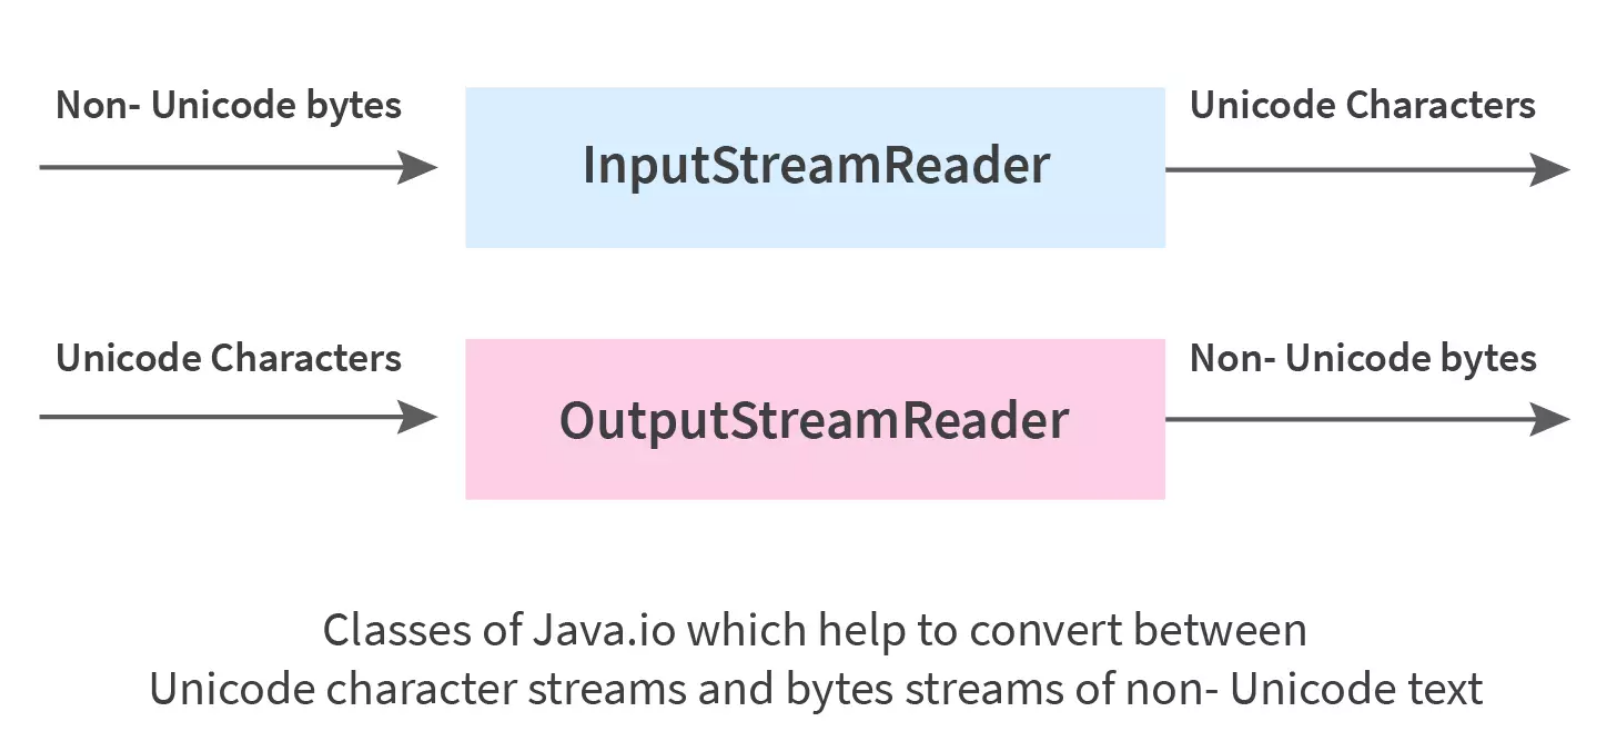 Non- Unicode bytes
InputStreamReader
Unicode Characters
Unicode Characters
OutputStreamReader
Non- Unicode bytes
Classes of Java.io which help to convert between
Unicode character streams and bytes streams of non- Unicode text